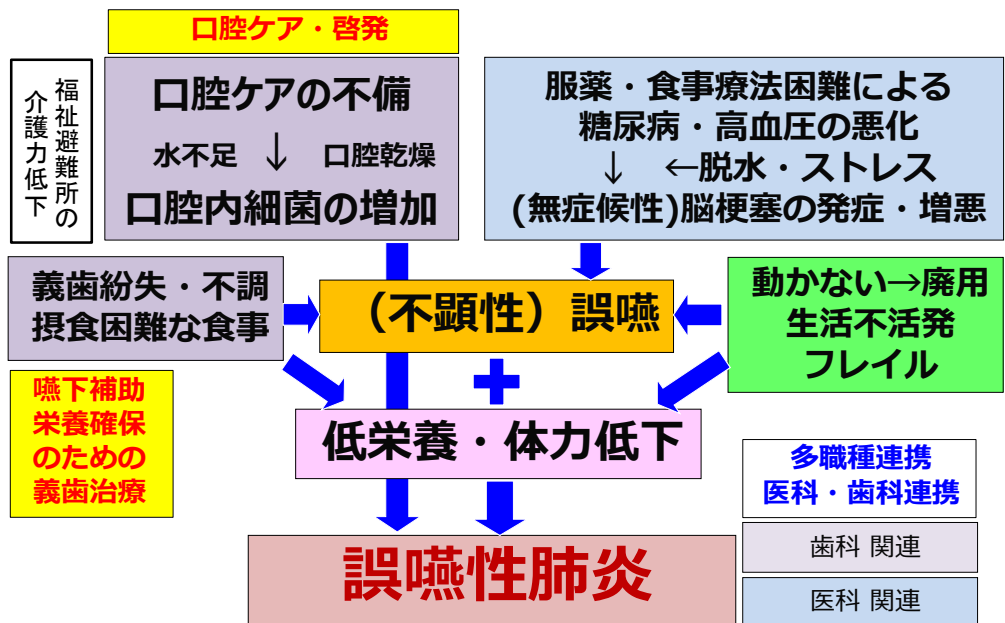 口腔ケア・啓発
福祉避難所の
介護力低下
口腔ケアの不備
水不足 ↓ 口腔乾燥
口腔内細菌の増加
服薬・食事療法困難による
糖尿病・高血圧の悪化
↓ ←脱水・ストレス
(無症候性)脳梗塞の発症・増悪
義歯紛失・不調
摂食困難な食事
（不顕性）誤嚥
動かない→廃用
生活不活発
フレイル
嚥下補助
栄養確保
のための
義歯治療
低栄養・体力低下
多職種連携
医科・歯科連携
誤嚥性肺炎
歯科 関連
医科 関連